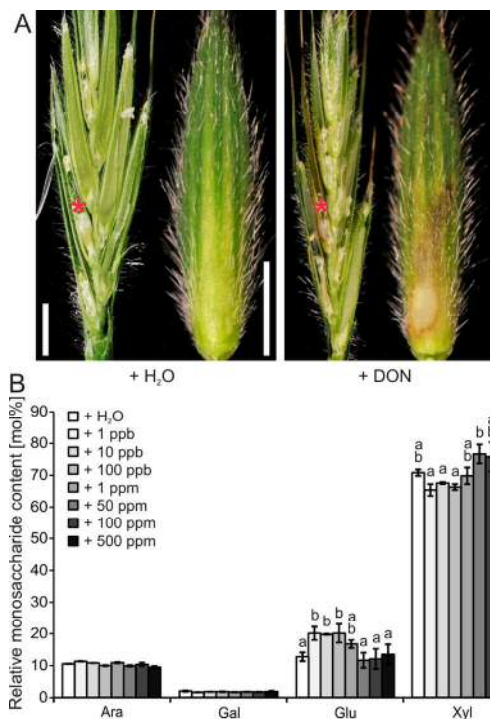 A
+ H₂O
+ DON
B
Relative monosaccharide content [mol%]
90
80
70
60
50
40
30
20
10
0
+ H₂O
+ 1 ppb
+ 10 ppb
+ 100 ppb
+ 1 ppm
+ 50 ppm
+ 100 ppm
+ 500 ppm
a b b b a b a a a
a b a a a a b b
Ara
Gal
Glu
Xyl